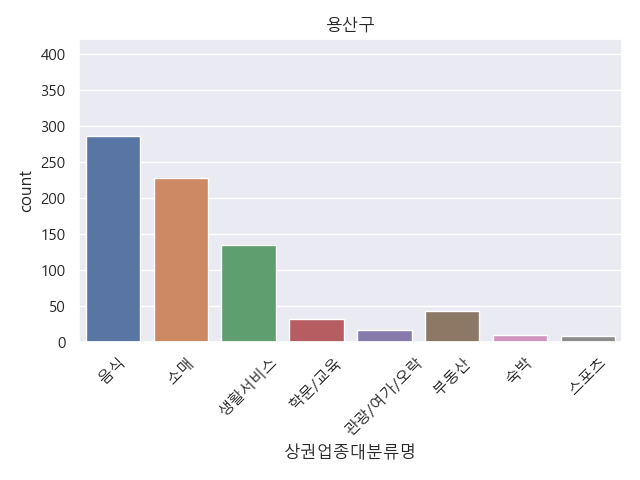 용산구
400
350
300
250
200
150
100
50
0
count
음식
소매
생활서비스
학문/교육
관광/여가/오락
부동산
숙박
스포츠
상권업종대분류명